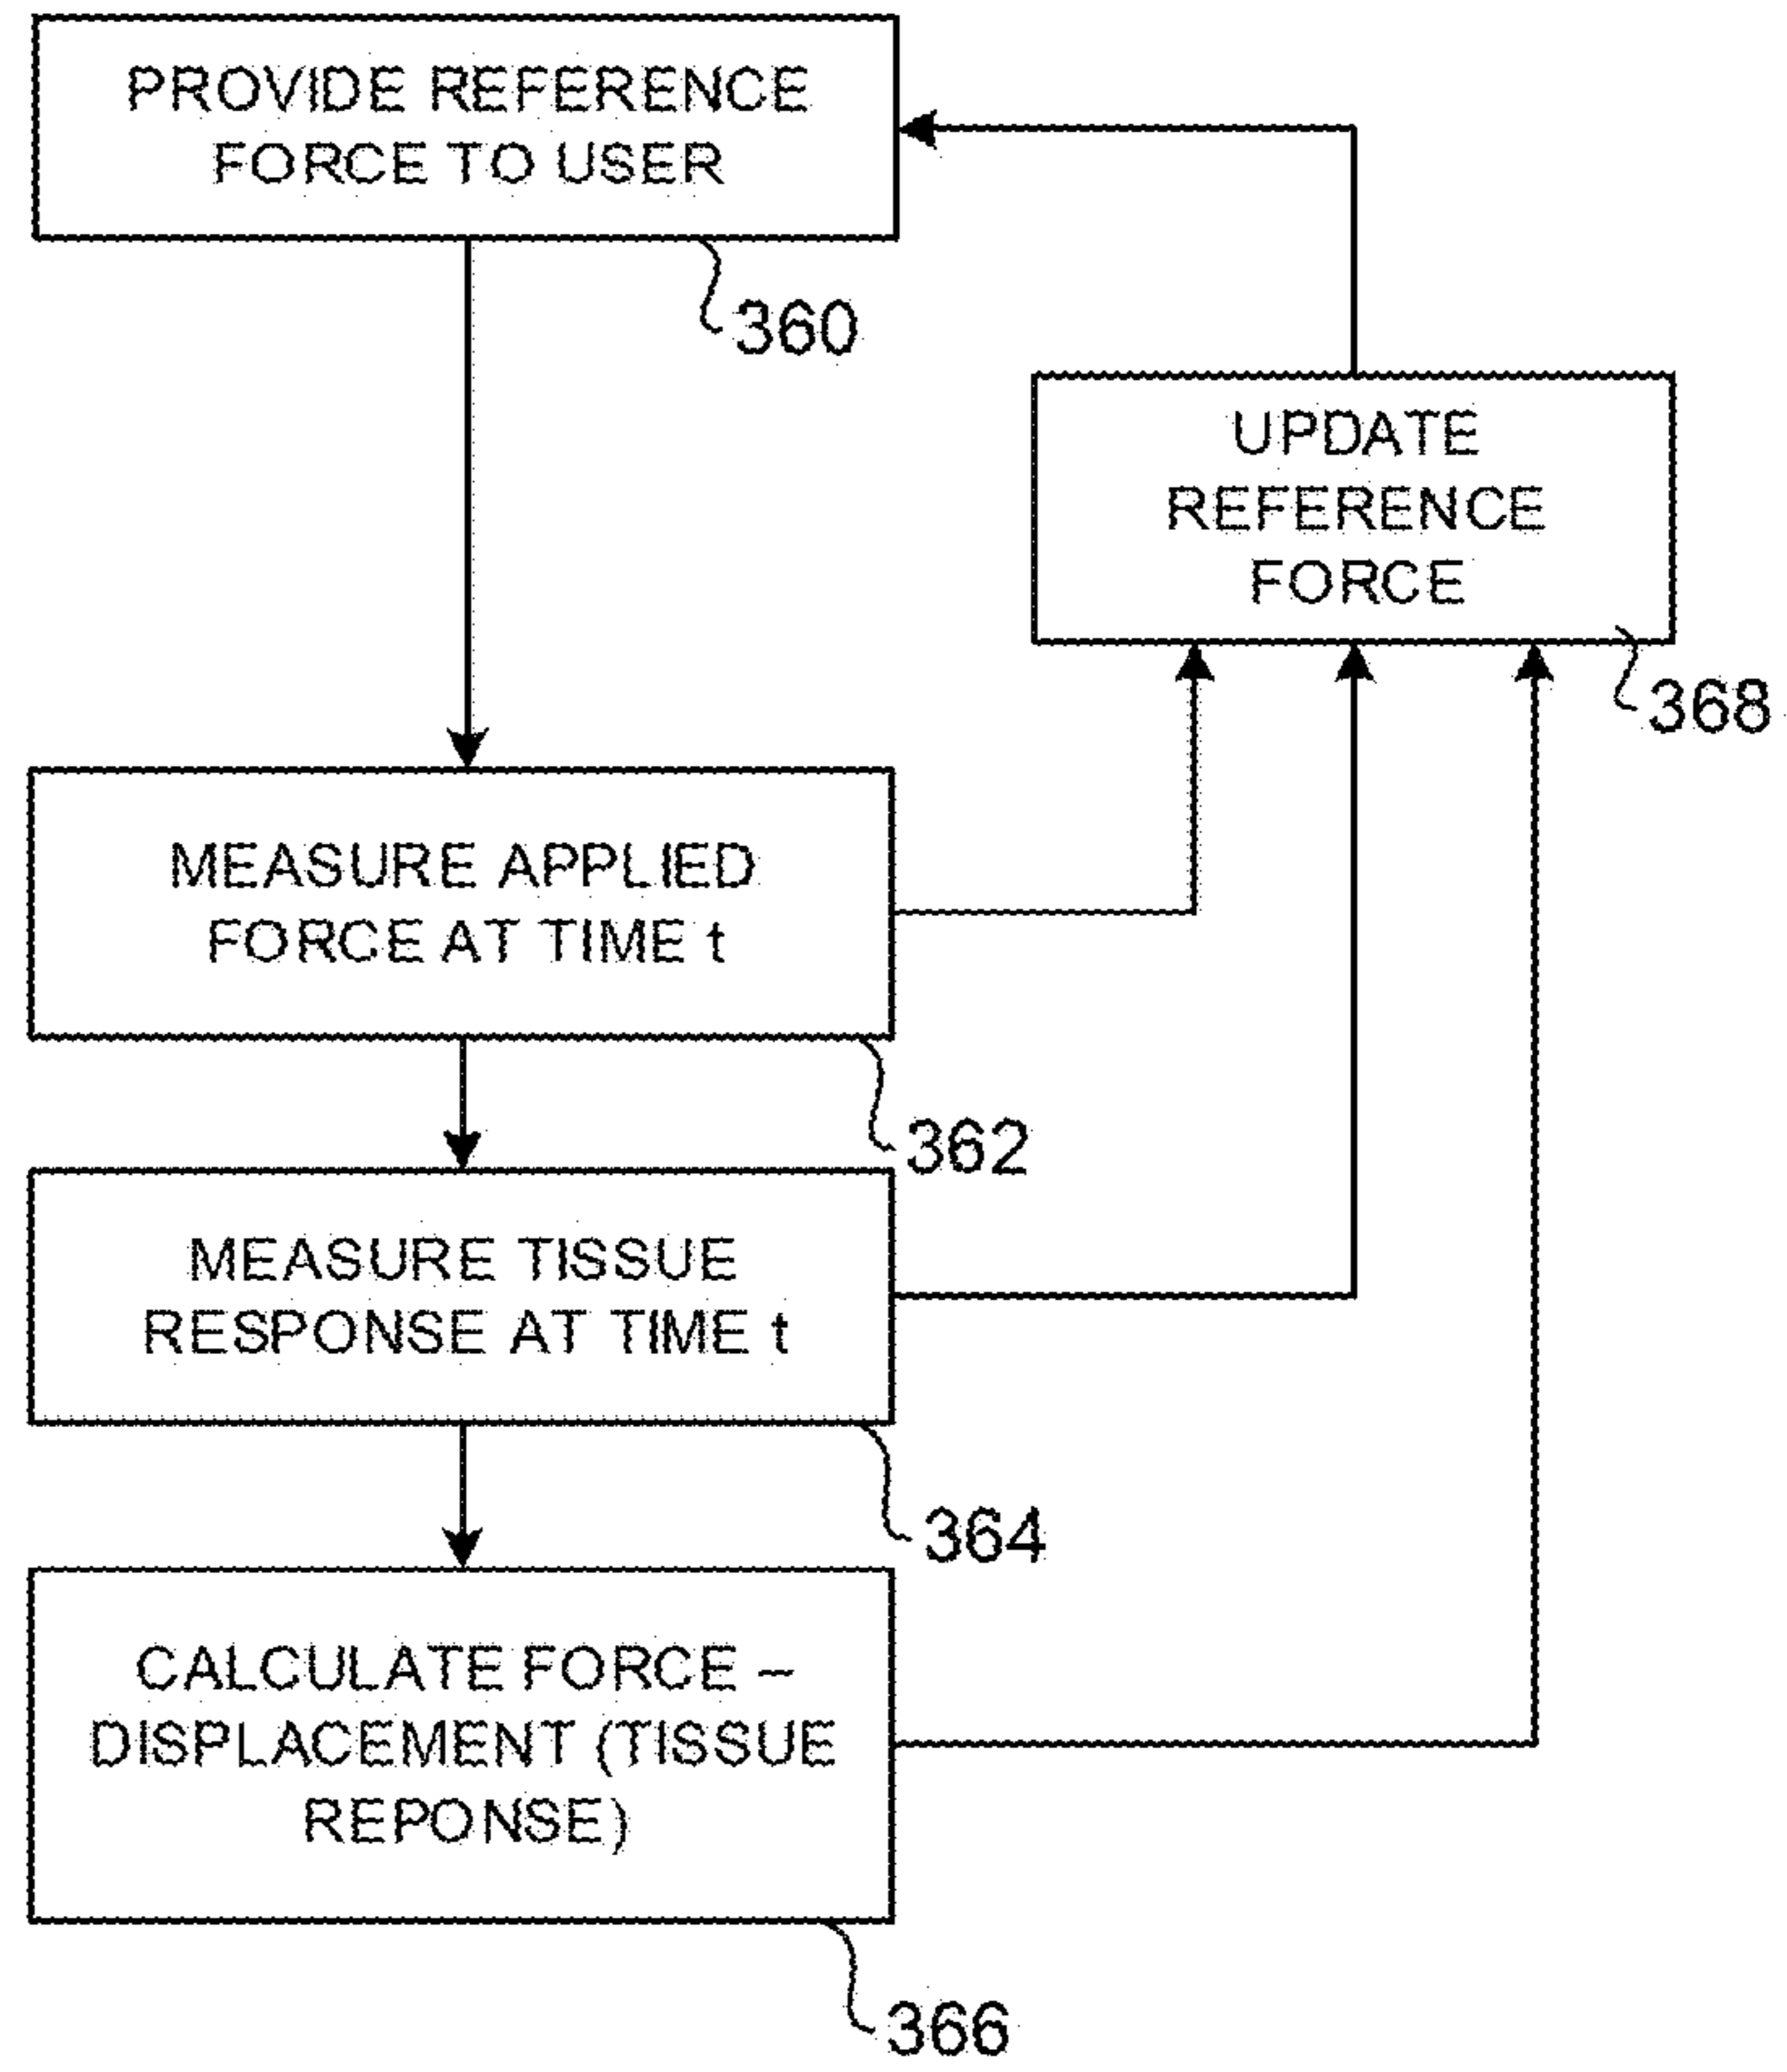 PROVIDE REFERENCE
FORCE TO USER
360
UPDATE
REFERENCE
FORCE
368
MEASURE APPLIED
FORCE AT TIME t
362
MEASURE TISSUE
RESPONSE AT TIME t
364
CALCULATE FORCE –
DISPLACEMENT (TISSUE
REPONSE)
366